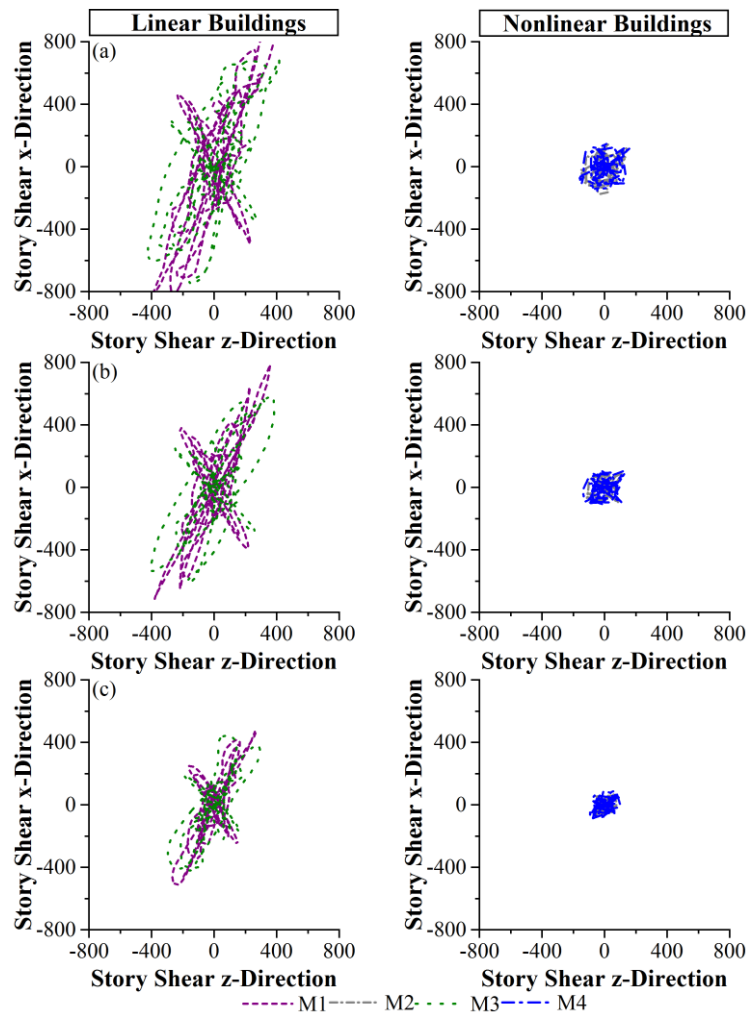 Linear Buildings
Nonlinear Buildings
(a)
800
400
0
-400
-800
Story Shear x-Direction
-800 -400 0 400 800
Story Shear z-Direction
800
400
0
-400
-800
Story Shear x-Direction
-800 -400 0 400 800
Story Shear z-Direction
(b)
800
400
0
-400
-800
Story Shear x-Direction
-800 -400 0 400 800
Story Shear z-Direction
800
400
0
-400
-800
Story Shear x-Direction
-800 -400 0 400 800
Story Shear z-Direction
(c)
800
400
0
-400
-800
Story Shear x-Direction
-800 -400 0 400 800
Story Shear z-Direction
800
400
0
-400
-800
Story Shear x-Direction
-800 -400 0 400 800
Story Shear z-Direction
M1 M2 M3 M4